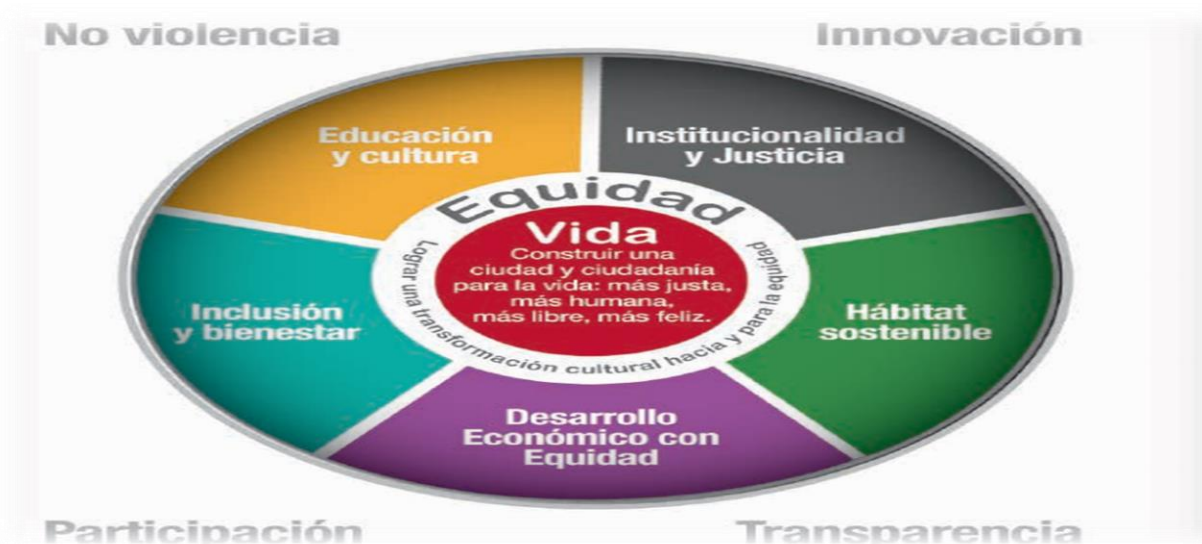 No violencia
Innovación
Educación
y cultura
Institucionalidad
y Justicia
Equidad
Vida
Construir una
ciudad y ciudadanía
para la vida: más justa,
más humana,
más libre, más feliz.
Lograr una transformación cultural hacia y para la equidad
Inclusión
y bienestar
Hábitat
sostenible
Desarrollo
Económico con
Equidad
Participación
Transparencia